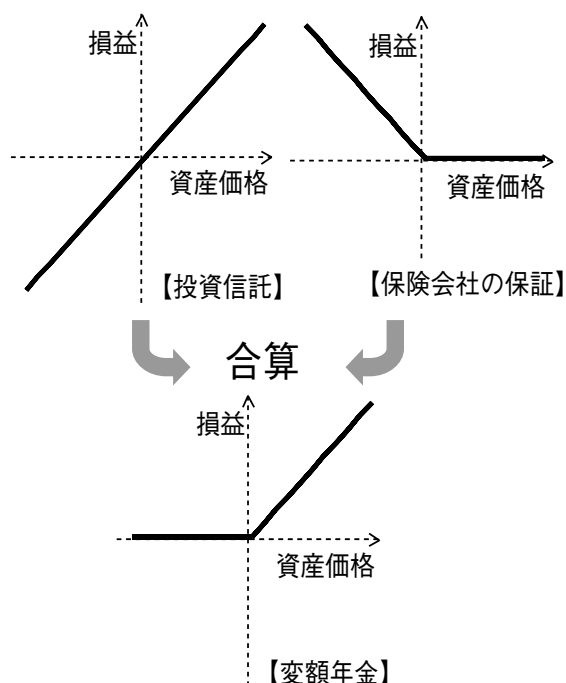 損益
資産価格
【投資信託】
損益
資産価格
【保険会社の保証】
合算
損益
資産価格
【変額年金】